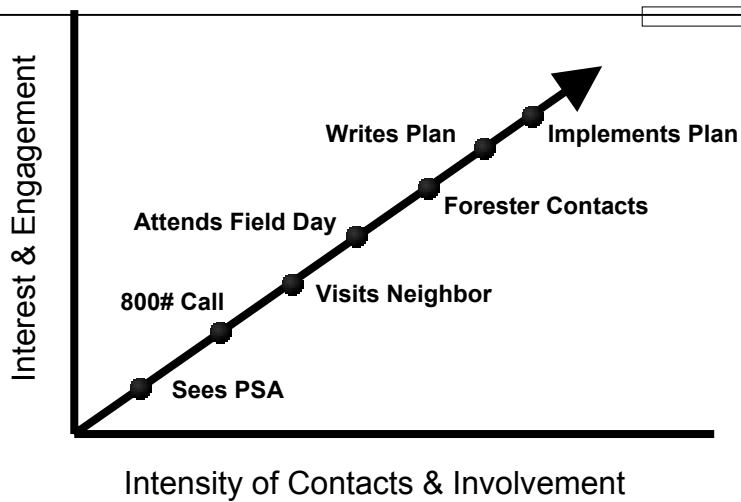 Interest & Engagement
Writes Plan
Implements Plan
Forester Contacts
Attends Field Day
Visits Neighbor
800# Call
Sees PSA
Intensity of Contacts & Involvement